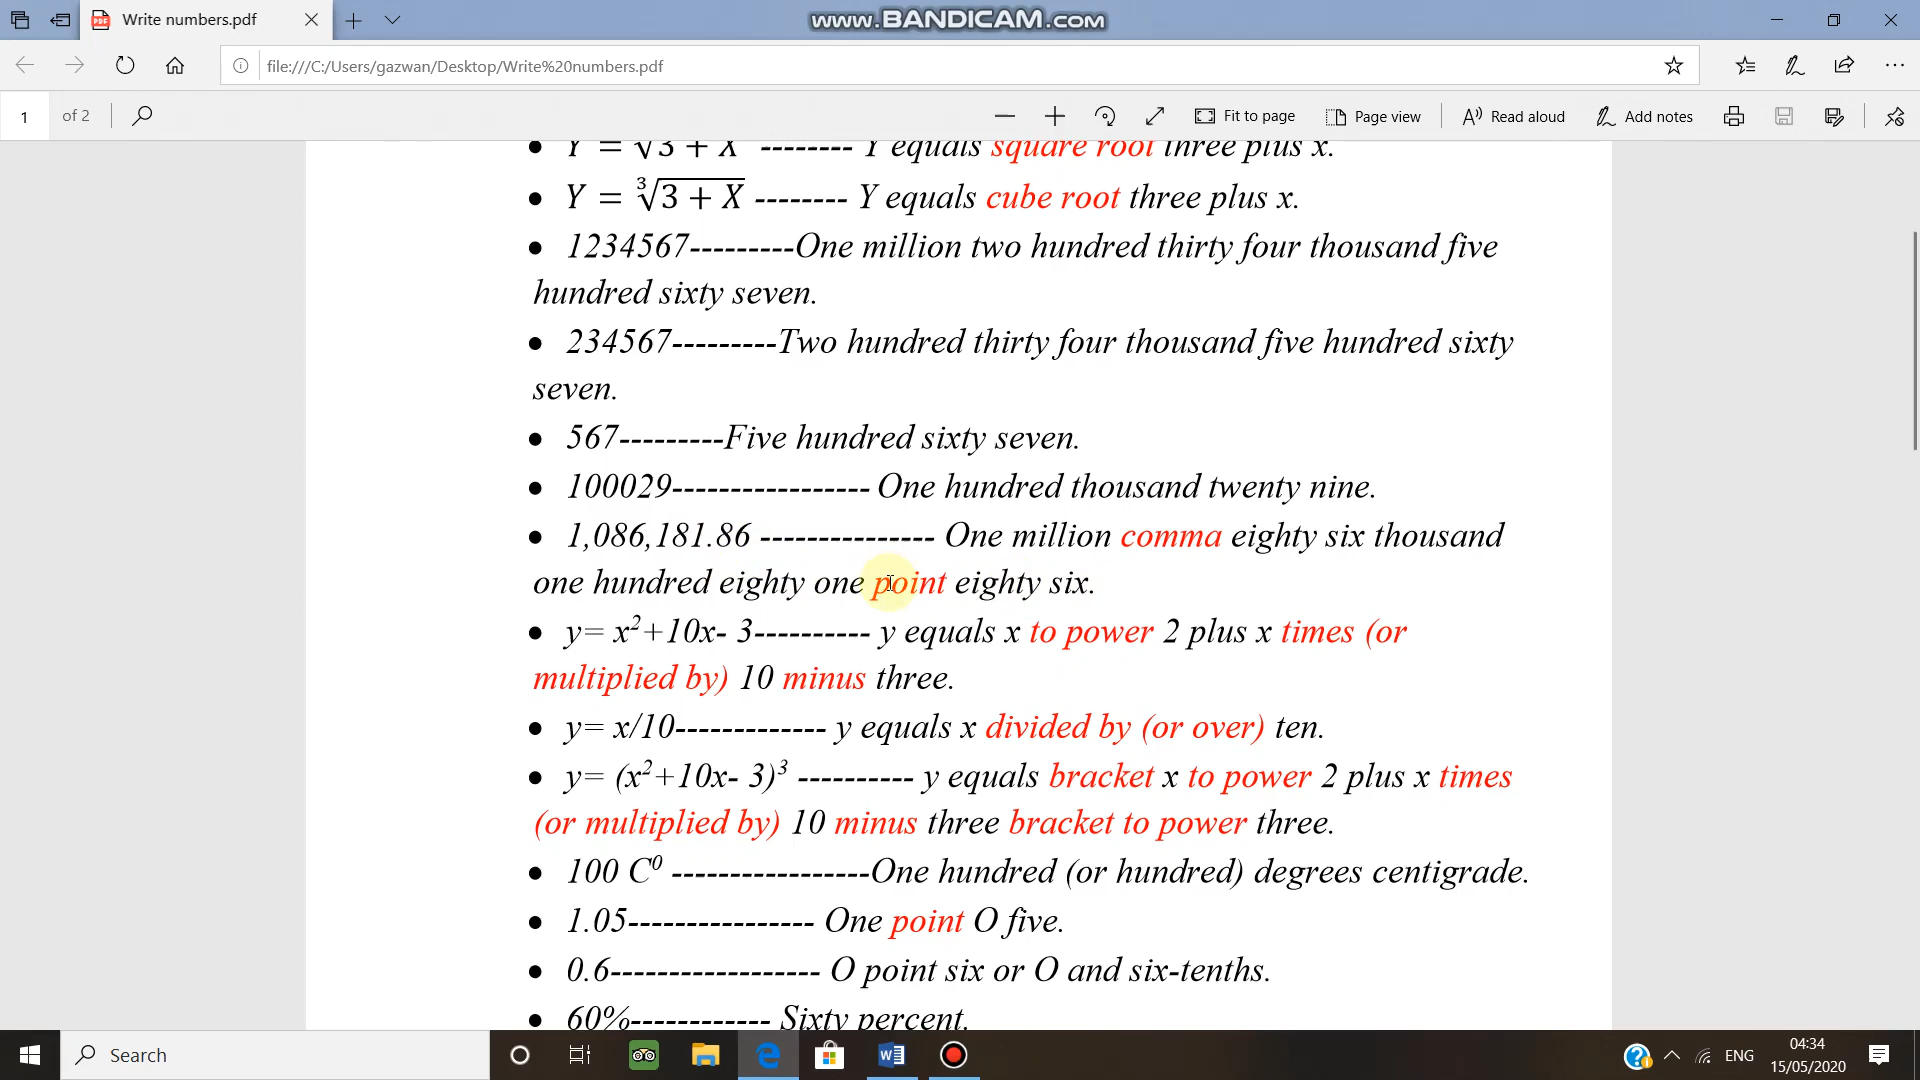 Write numbers.pdf
www.BANDICAM.com
file:///C:/Users/gazwan/Desktop/Write%20numbers.pdf
1 of 2
Fit to page
Page view
Read aloud
Add notes
• Y = √3 + X -------- Y equals square root three plus x.
• Y = ∛3 + X -------- Y equals cube root three plus x.
• 1234567---------One million two hundred thirty four thousand five
hundred sixty seven.
• 234567---------Two hundred thirty four thousand five hundred sixty
seven.
• 567---------Five hundred sixty seven.
• 100029----------------- One hundred thousand twenty nine.
• 1,086,181.86 --------------- One million comma eighty six thousand
one hundred eighty one point eighty six.
• y= x²+10x- 3---------- y equals x to power 2 plus x times (or
multiplied by) 10 minus three.
• y= x/10------------- y equals x divided by (or over) ten.
• y= (x²+10x- 3)³ ---------- y equals bracket x to power 2 plus x times
(or multiplied by) 10 minus three bracket to power three.
• 100 C⁰ -----------------One hundred (or hundred) degrees centigrade.
• 1.05---------------- One point O five.
• 0.6------------------ O point six or O and six-tenths.
• 60%------------ Sixty percent.
Search
ENG
04:34
15/05/2020